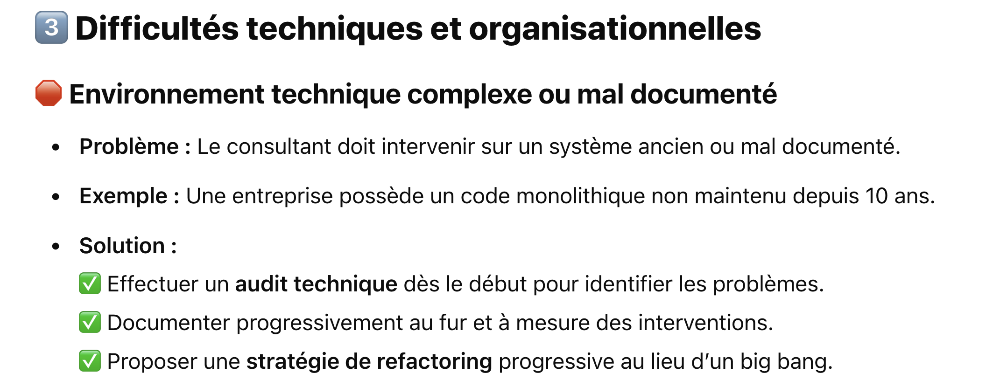 3️⃣ Difficultés techniques et organisationnelles
🛑 Environnement technique complexe ou mal documenté
• Problème : Le consultant doit intervenir sur un système ancien ou mal documenté.
• Exemple : Une entreprise possède un code monolithique non maintenu depuis 10 ans.
• Solution :
✅ Effectuer un audit technique dès le début pour identifier les problèmes.
✅ Documenter progressivement au fur et à mesure des interventions.
✅ Proposer une stratégie de refactoring progressive au lieu d’un big bang.